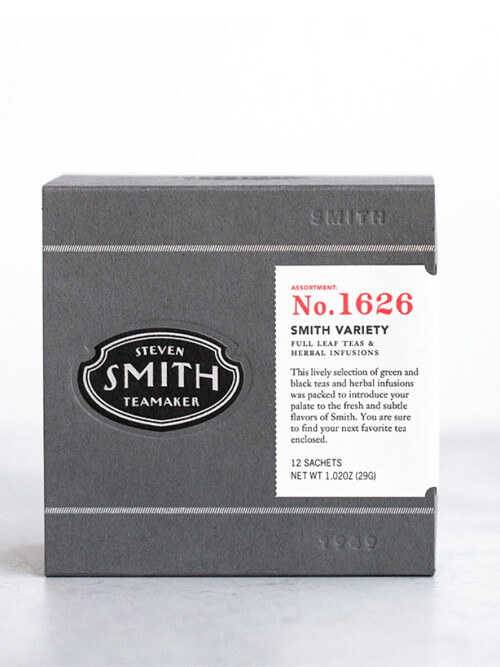 SMITH
ASSORTMENT:
No.1626
SMITH VARIETY
FULL LEAF TEAS &
HERBAL INFUSIONS
This lively selection of green and
black teas and herbal infusions
was packed to introduce your
palate to the fresh and subtle
flavors of Smith. You are sure
to find your next favorite tea
enclosed.
12 SACHETS
NET WT 1.02OZ (29G)
STEVEN
SMITH
TEAMAKER
1949